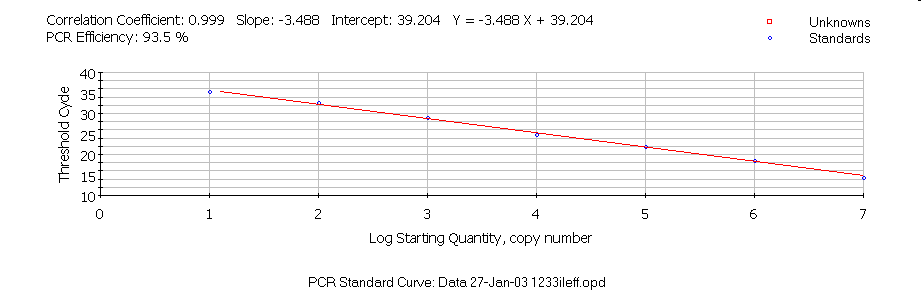 Correlation Coefficient: 0.999 Slope: -3.488 Intercept: 39.204 Y = -3.488 X + 39.204
PCR Efficiency: 93.5 %
Unknowns
Standards
Threshold Cycle
40
35
30
25
20
15
10
0 1 2 3 4 5 6 7
Log Starting Quantity, copy number
PCR Standard Curve: Data 27-Jan-03 1233ileff.opd